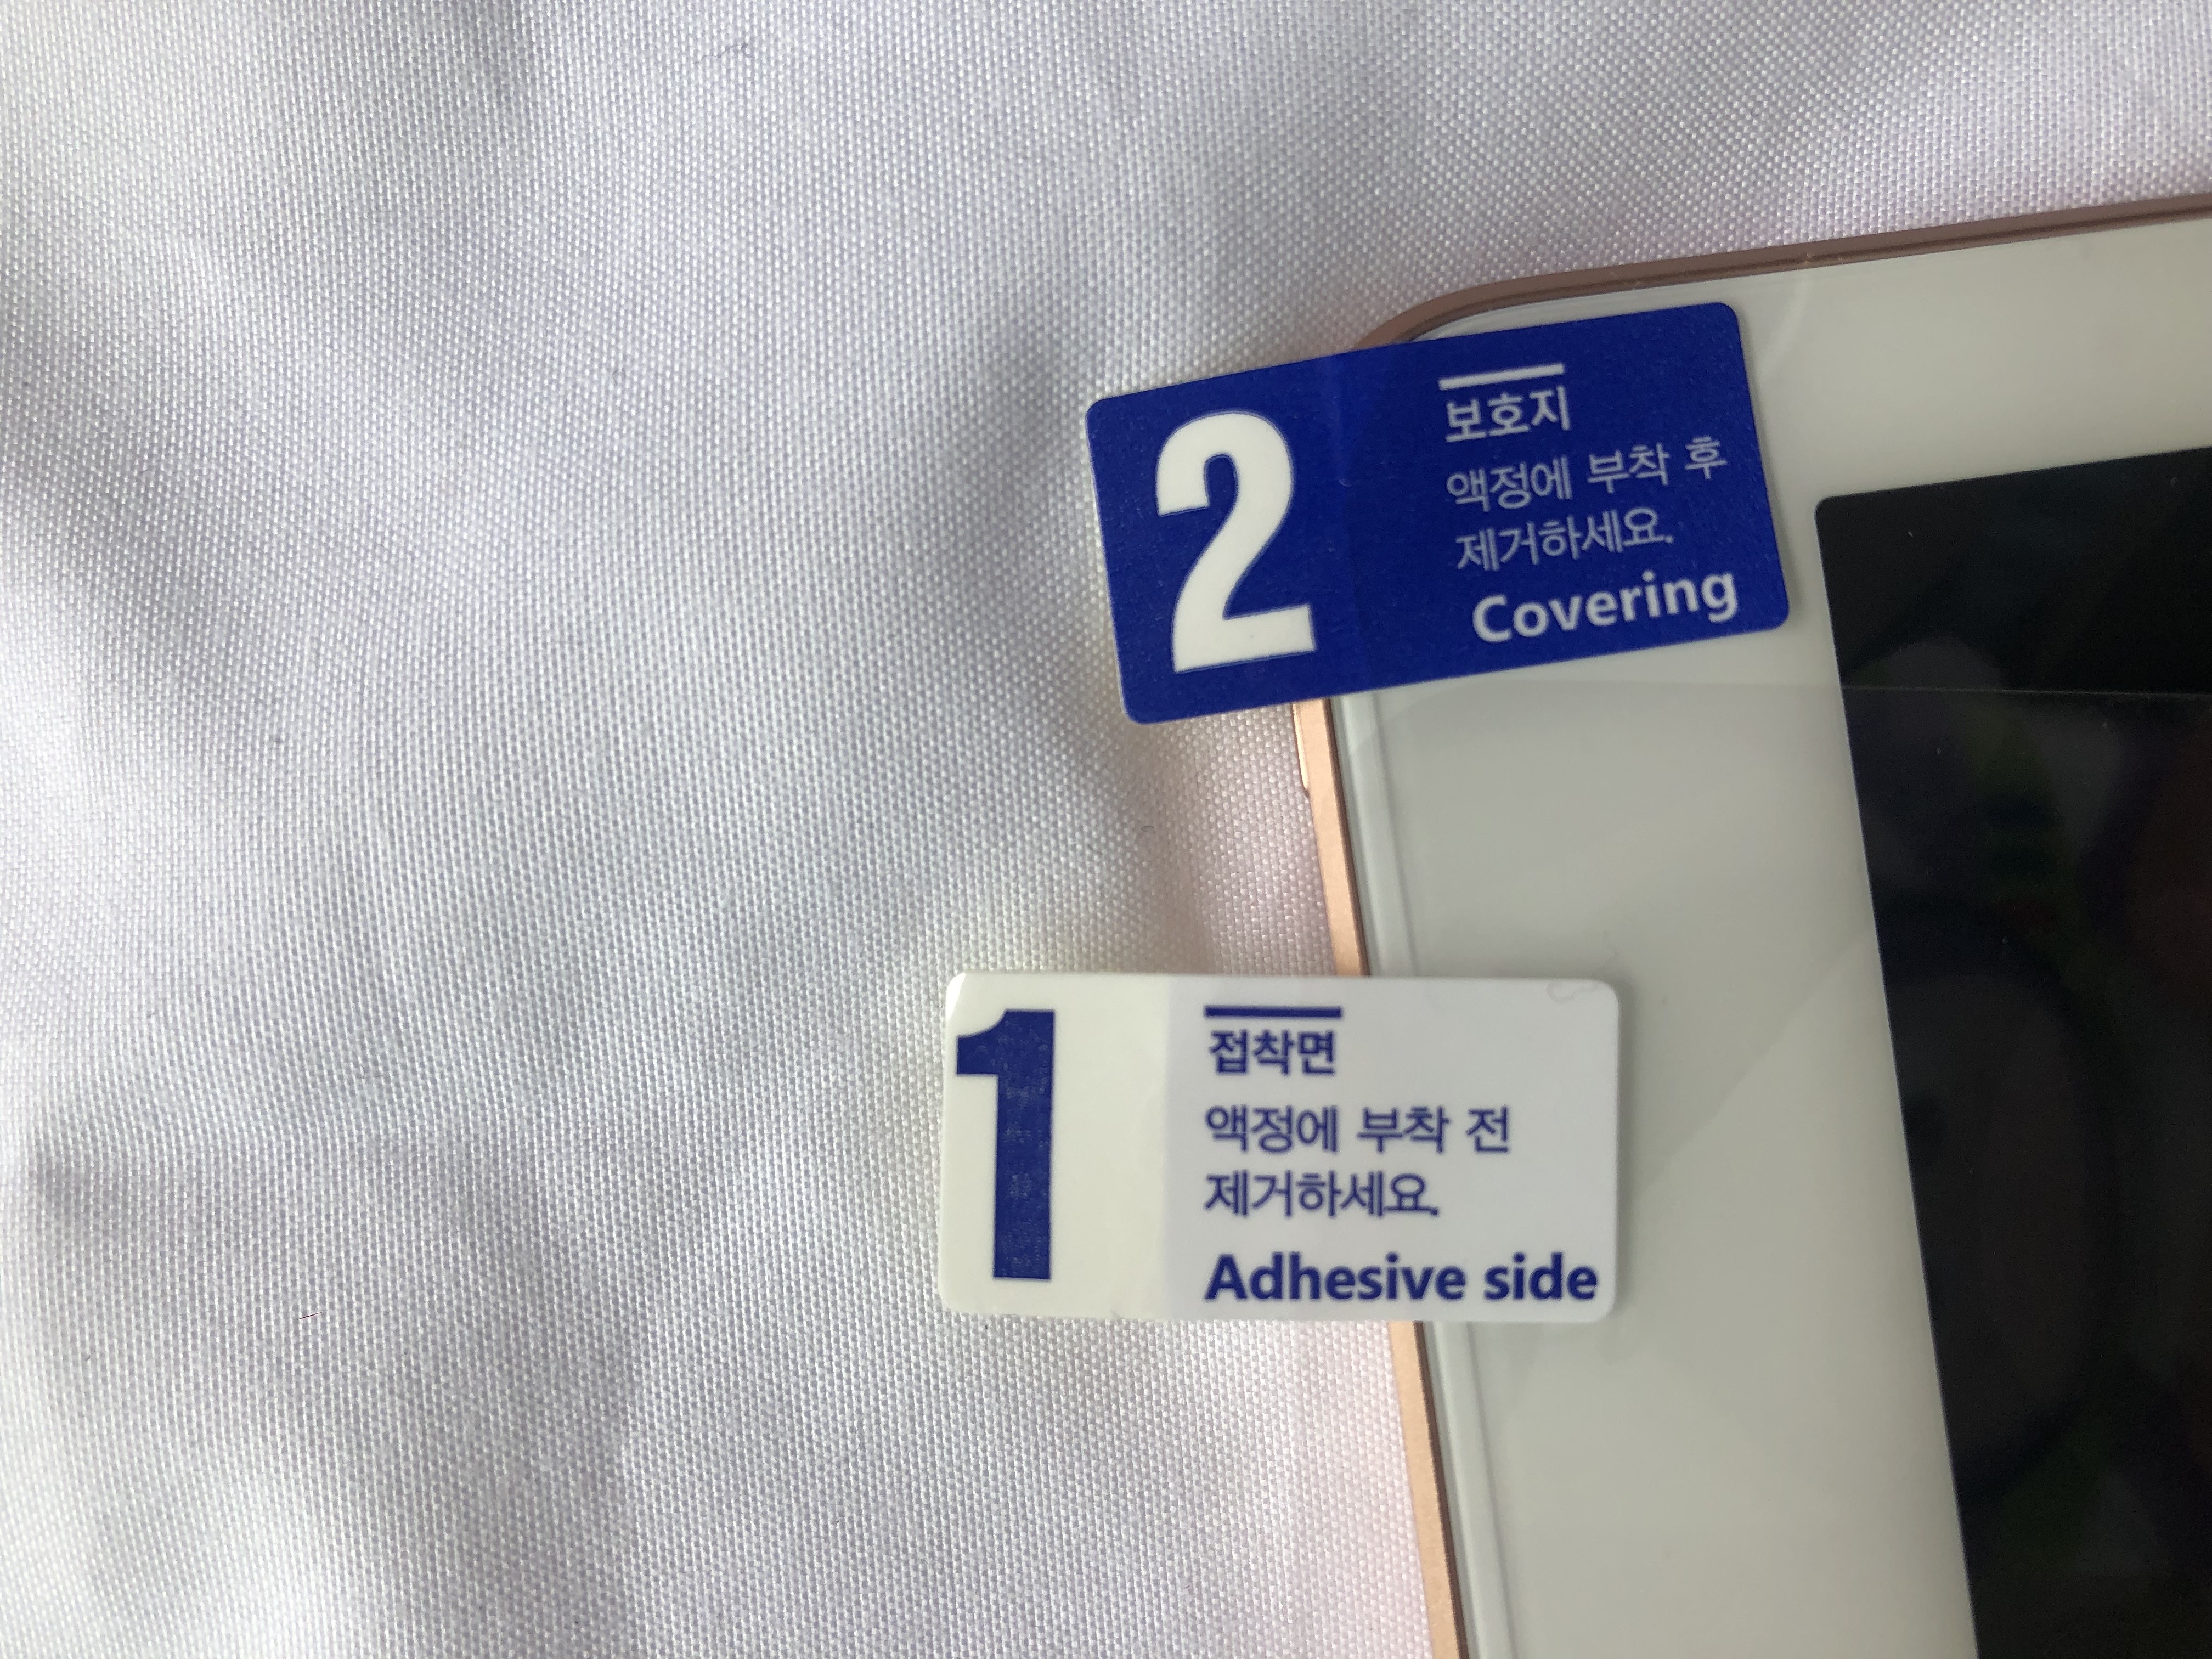 2
보호지
액정에 부착 후
제거하세요.
Covering
1
접착면
액정에 부착 전
제거하세요.
Adhesive side